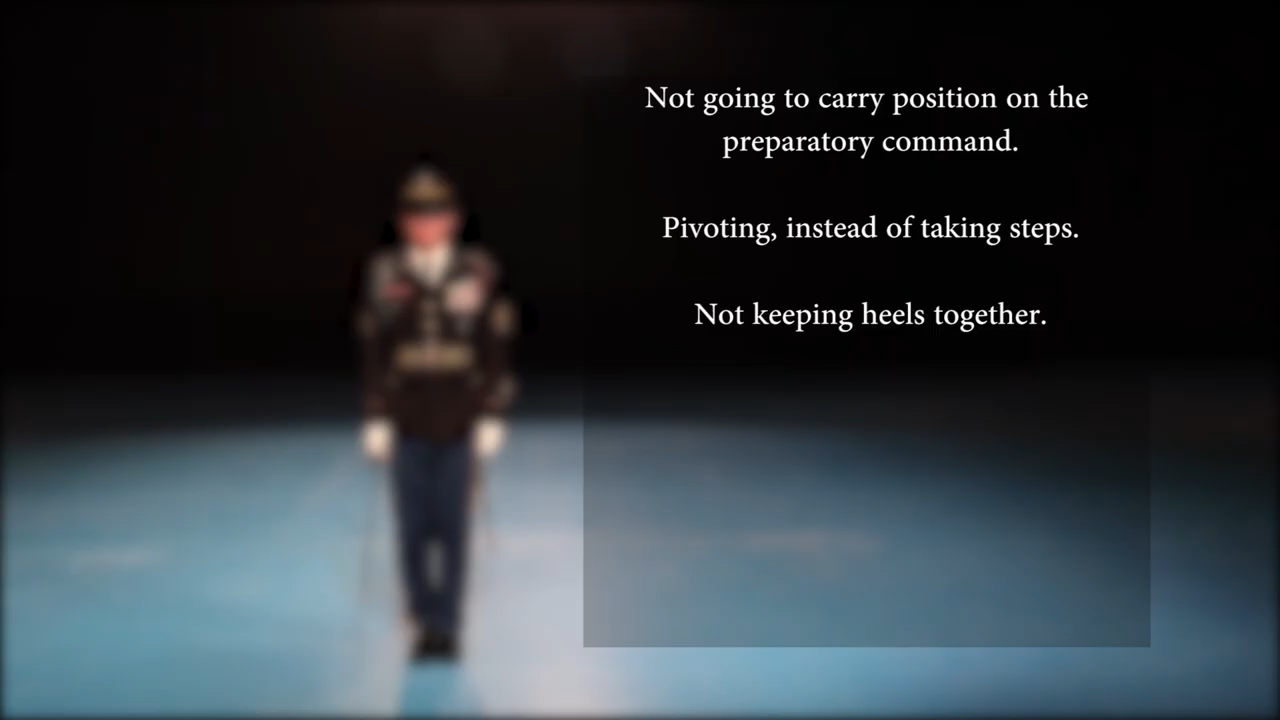 Not going to carry position on the
preparatory command.
Pivoting, instead of taking steps.
Not keeping heels together.